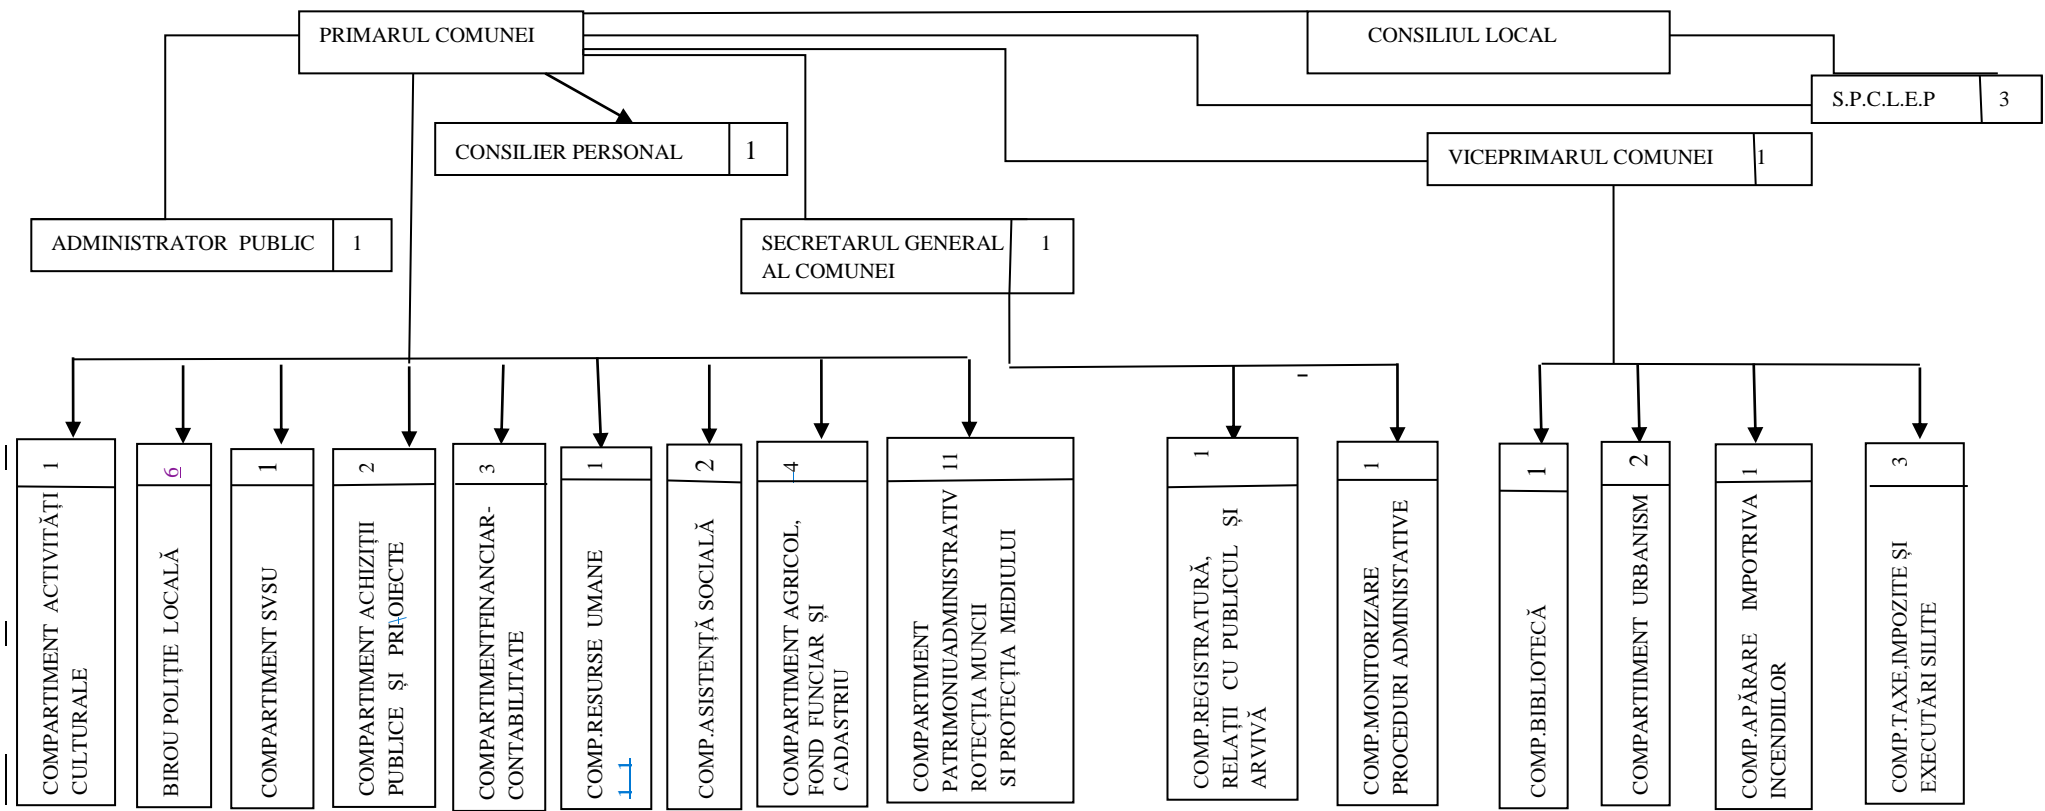 PRIMARUL COMUNEI
CONSILIUL LOCAL
S.P.C.L.E.P 3
CONSILIER PERSONAL 1
VICEPRIMARUL COMUNEI 1
ADMINISTRATOR PUBLIC 1
SECRETARUL GENERAL 1
AL COMUNEI
1
COMPARTIMENT ACTIVITĂȚI
CULTURALE
6
BIROU POLIȚIE LOCALĂ
1
COMPARTIMENT SVSU
2
COMPARTIMENT ACHIZIȚII
PUBLICE ȘI PRIOIECTE
3
COMPARTIMENTFINANCIAR-
CONTABILITATE
1
COMP.RESURSE UMANE
1 1
2
COMP.ASISTENȚĂ SOCIALĂ
4
COMPARTIMENT AGRICOL,
FOND FUNCIAR ȘI
CADASTRIU
11
COMPARTIMENT
PATRIMONIUADMINISTRATIV
ROTECȚIA MUNCII
SI PROTECȚIA MEDIULUI
1
COMP.REGISTRATURĂ,
RELAȚII CU PUBLICUL ȘI
ARVIVĂ
1
COMP.MONITORIZARE
PROCEDURI ADMINISTATIVE
1
COMP.BIBLIOTECĂ
2
COMPARTIIMENT URBANISM
1
COMP.APĂRARE IMPOTRIVA
INCENDIILOR
3
COMP.TAXE,IMPOZITE ȘI
EXECUTĂRI SILITE